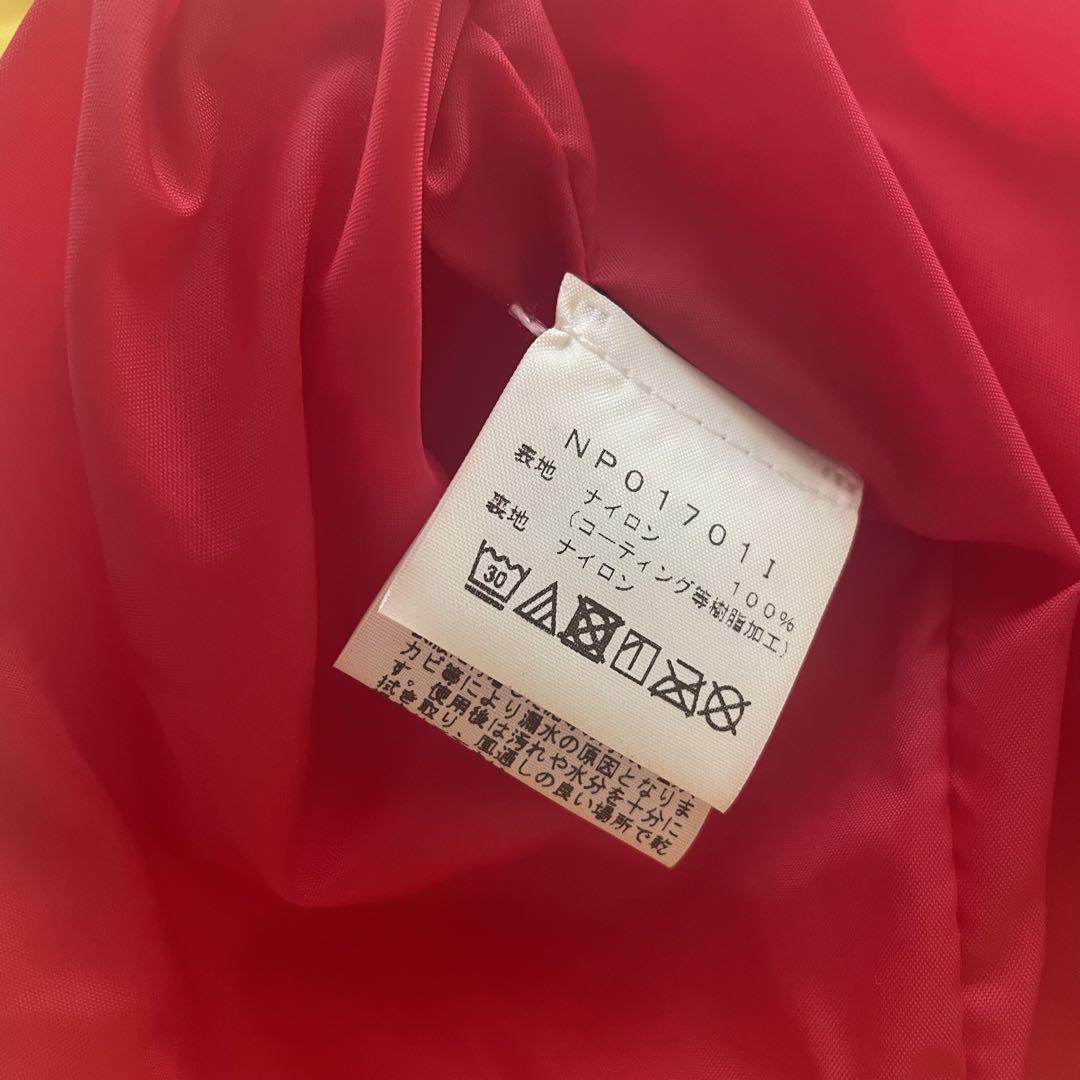 NP01701I
表地 ナイロン 100%
(コーティング等樹脂加工)
裏地 ナイロン
30
カビ等により漏水の原因となりま
す。使用後は汚れや水分を十分に
拭き取り、風通しの良い場所で乾